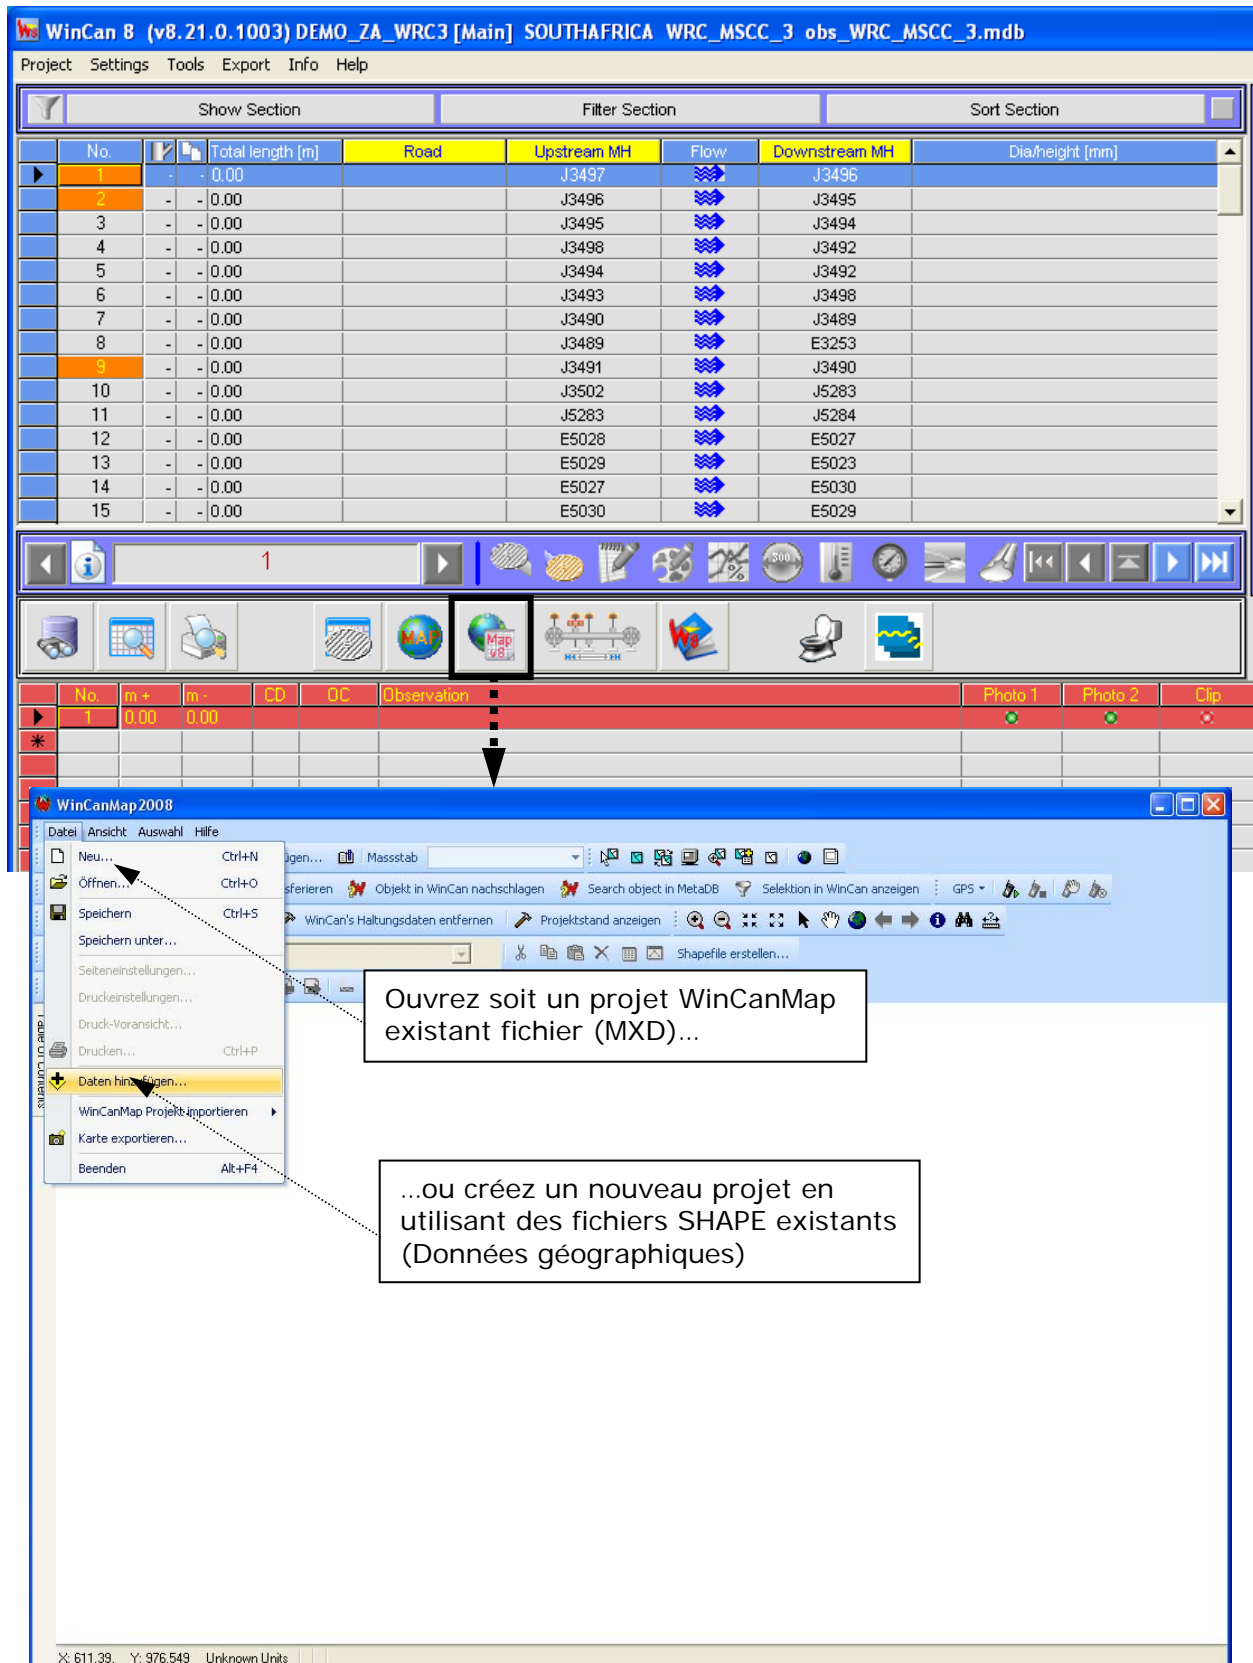 WinCan 8 (v8.21.0.1003) DEMO_ZA_WRC3 [Main] SOUTHAFRICA WRC_MSCC_3 obs_WRC_MSCC_3.mdb
Project Settings Tools Export Info Help
Show Section Filter Section Sort Section
No. Total length [m] Road Upstream MH Flow Downstream MH Dia/height [mm]
1 - - 0.00 J3497 J3496
2 - - 0.00 J3496 J3495
3 - - 0.00 J3495 J3494
4 - - 0.00 J3498 J3492
5 - - 0.00 J3494 J3492
6 - - 0.00 J3493 J3498
7 - - 0.00 J3490 J3489
8 - - 0.00 J3489 E3253
9 - - 0.00 J3491 J3490
10 - - 0.00 J3502 J5283
11 - - 0.00 J5283 J5284
12 - - 0.00 E5028 E5027
13 - - 0.00 E5029 E5023
14 - - 0.00 E5027 E5030
15 - - 0.00 E5030 E5029
1 300
MAP Map v8 W8
No. m + m - CD OC Observation Photo 1 Photo 2 Clip
1 0.00 0.00
WinCanMap2008
Datei Ansicht Auswahl Hilfe
Neu... Ctrl+N ügen... Massstab
Öffnen... Ctrl+O sferieren Objekt in WinCan nachschlagen Search object in MetaDB Selektion in WinCan anzeigen GPS
Speichern Ctrl+S WinCan's Haltungsdaten entfernen Projektstand anzeigen
Speichern unter... Shapefile erstellen...
Seiteneinstellungen...
Druckeinstellungen...
Druck-Voransicht...
Drucken... Ctrl+P
Daten hinzufügen...
WinCanMap Projekt importieren
Karte exportieren...
Beenden Alt+F4
Table of Contents
Ouvrez soit un projet WinCanMap
existant fichier (MXD)...
...ou créez un nouveau projet en
utilisant des fichiers SHAPE existants
(Données géographiques)
X: 611.39, Y: 976.549 Unknown Units